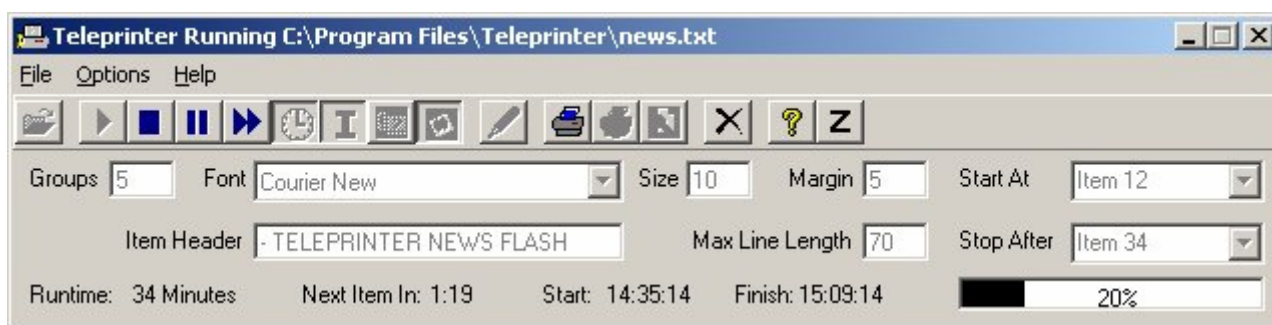 Teleprinter Running C:\Program Files\Teleprinter\news.txt
File Options Help
Z
Groups 5 Font Courier New Size 10 Margin 5 Start At Item 12
Item Header - TELEPRINTER NEWS FLASH Max Line Length 70 Stop After Item 34
Runtime: 34 Minutes Next Item In: 1:19 Start: 14:35:14 Finish: 15:09:14 20%